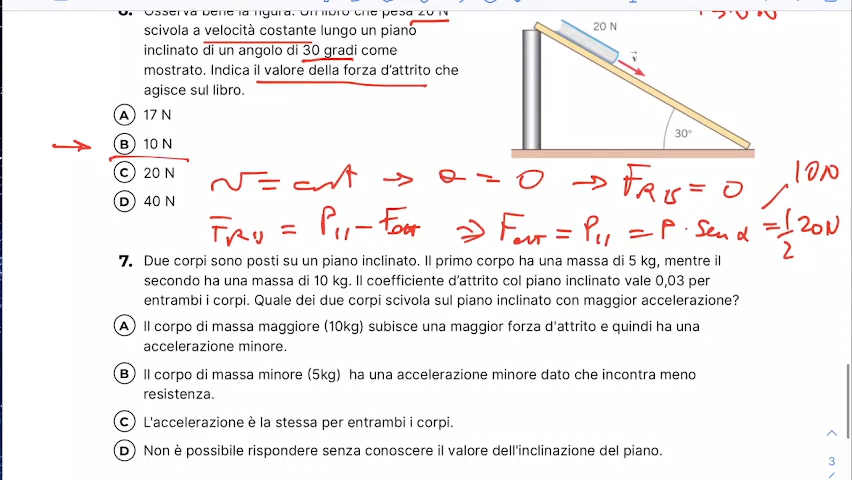 6. Osserva bene la figura. Un libro che pesa 20 N
scivola a velocità costante lungo un piano
inclinato di un angolo di 30 gradi come
mostrato. Indica il valore della forza d'attrito che
agisce sul libro.
20 N
v
30°
A 17 N
B 10 N
C 20 N
D 40 N
v = cost → a = 0 → FR// = 0
10N
FR// = P// - Fatt ⇒ Fatt = P// = P · sen α = 1/2 20N
7. Due corpi sono posti su un piano inclinato. Il primo corpo ha una massa di 5 kg, mentre il
secondo ha una massa di 10 kg. Il coefficiente d'attrito col piano inclinato vale 0,03 per
entrambi i corpi. Quale dei due corpi scivola sul piano inclinato con maggior accelerazione?
A Il corpo di massa maggiore (10kg) subisce una maggior forza d'attrito e quindi ha una
accelerazione minore.
B Il corpo di massa minore (5kg) ha una accelerazione minore dato che incontra meno
resistenza.
C L'accelerazione è la stessa per entrambi i corpi.
D Non è possibile rispondere senza conoscere il valore dell'inclinazione del piano.
3